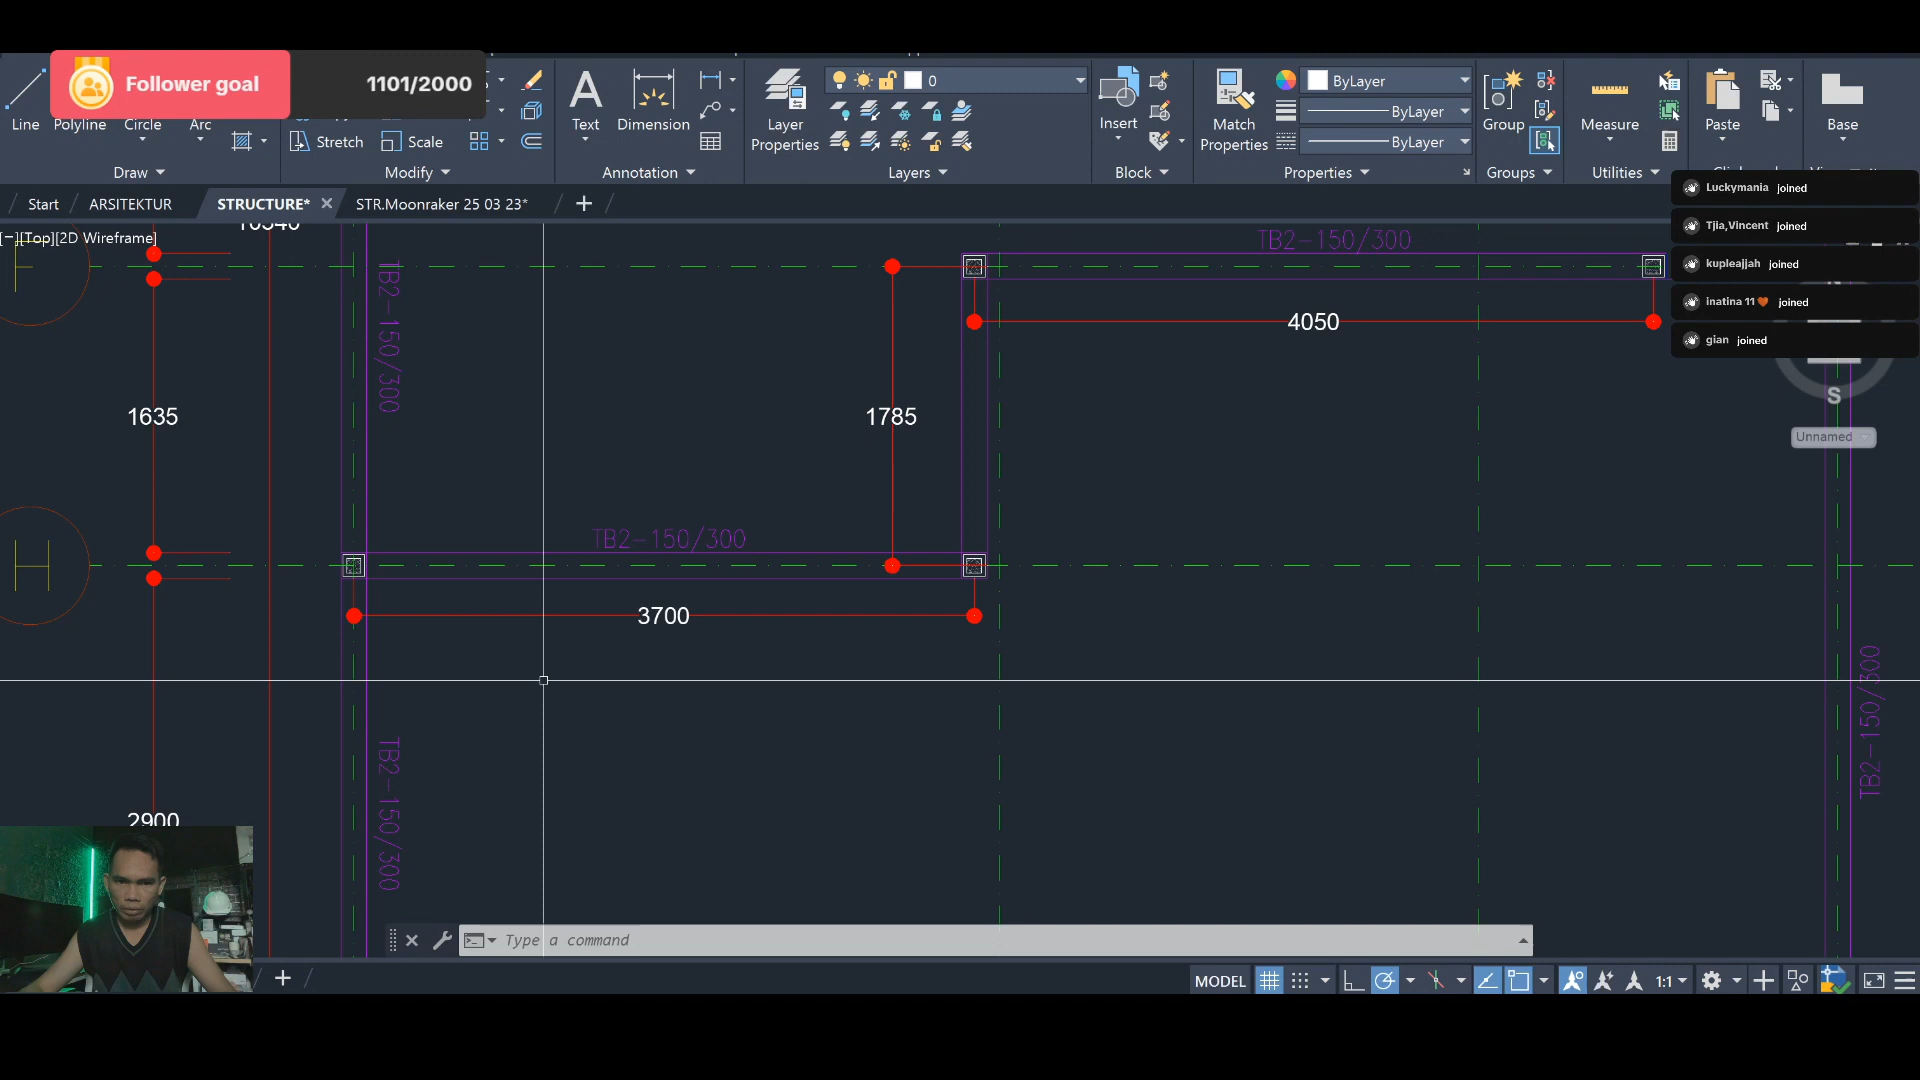 Follower goal 1101/2000
Line Polyline Circle Arc
Stretch Scale
Text Dimension
Layer Properties
0
Insert
Match Properties
ByLayer
ByLayer
ByLayer
Group
Measure
Paste
Base
Draw Modify Annotation Layers Block Properties Groups Utilities
Start ARSITEKTUR STRUCTURE* STR.Moonraker 25 03 23*
Luckymania joined
Tjia,Vincent joined
kupleajjah joined
inatina 11 joined
gian joined
[−][Top][2D Wireframe]
TB2-150/300
TB2-150/300
4050
S
1635
1785
Unnamed
TB2-150/300
H
3700
TB2-150/300
TB2-150/300
2900
Type a command
MODEL 1:1